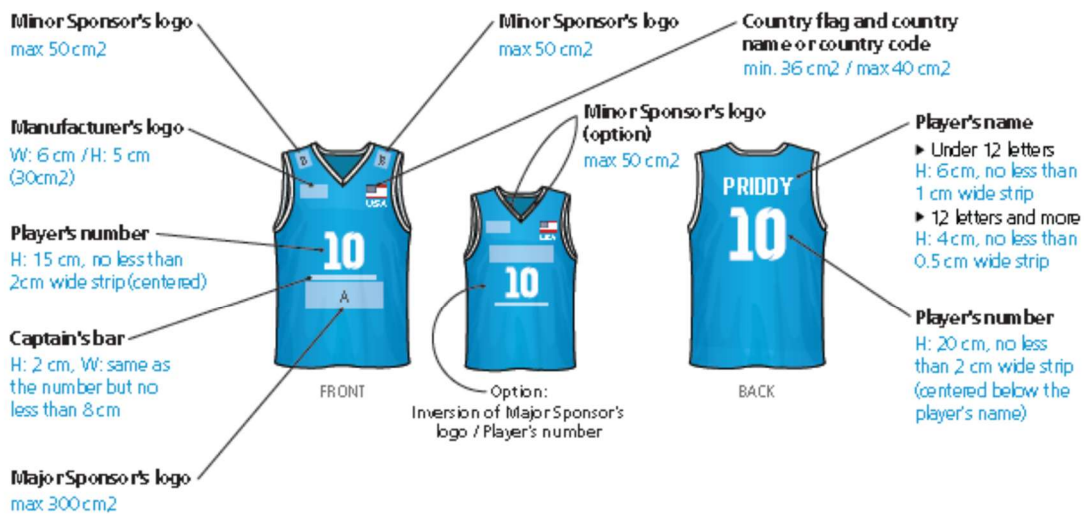 Minor Sponsor's logo
max 50 cm2
Minor Sponsor's logo
max 50 cm2
Country flag and country
name or country code
min. 36 cm2 / max 40 cm2
Manufacturer's logo
W: 6 cm / H: 5 cm
(30cm2)
Minor Sponsor's logo
(option)
max 50 cm2
Player's name
▸ Under 12 letters
H: 6 cm, no less than
1 cm wide strip
▸ 12 letters and more
H: 4 cm, no less than
0.5 cm wide strip
Player's number
H: 15 cm, no less than
2cm wide strip (centered)
Captain's bar
H: 2 cm, W: same as
the number but no
less than 8 cm
Major Sponsor's logo
max 300 cm2
B
B
USA
10
A
FRONT
USA
10
Option:
Inversion of Major Sponsor's
logo / Player's number
PRIDDY
10
BACK
Player's number
H: 20 cm, no less
than 2 cm wide strip
(centered below the
player's name)